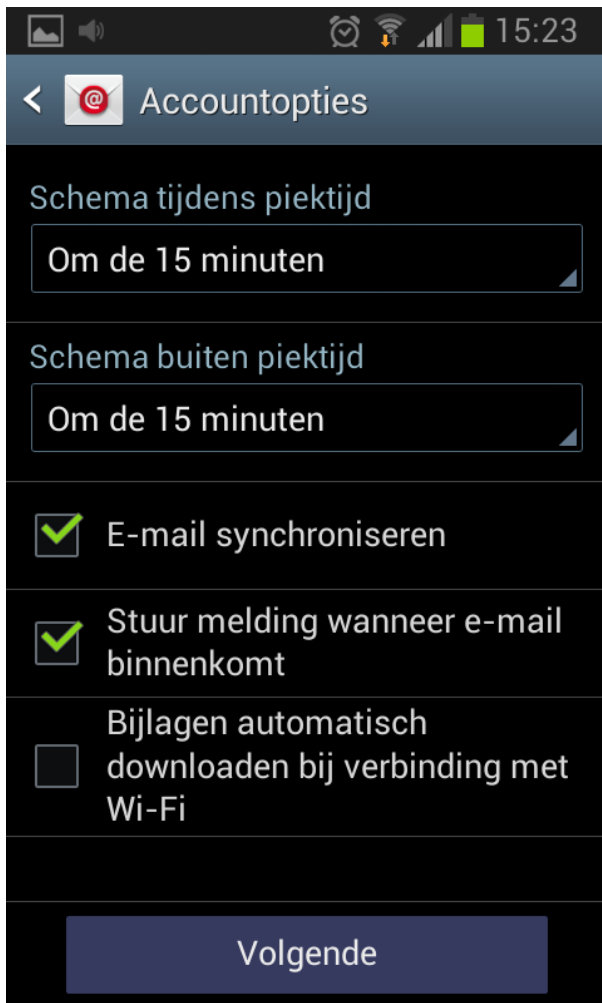 15:23
Accountopties
Schema tijdens piektijd
Om de 15 minuten
Schema buiten piektijd
Om de 15 minuten
E-mail synchroniseren
Stuur melding wanneer e-mail
binnenkomt
Bijlagen automatisch
downloaden bij verbinding met
Wi-Fi
Volgende